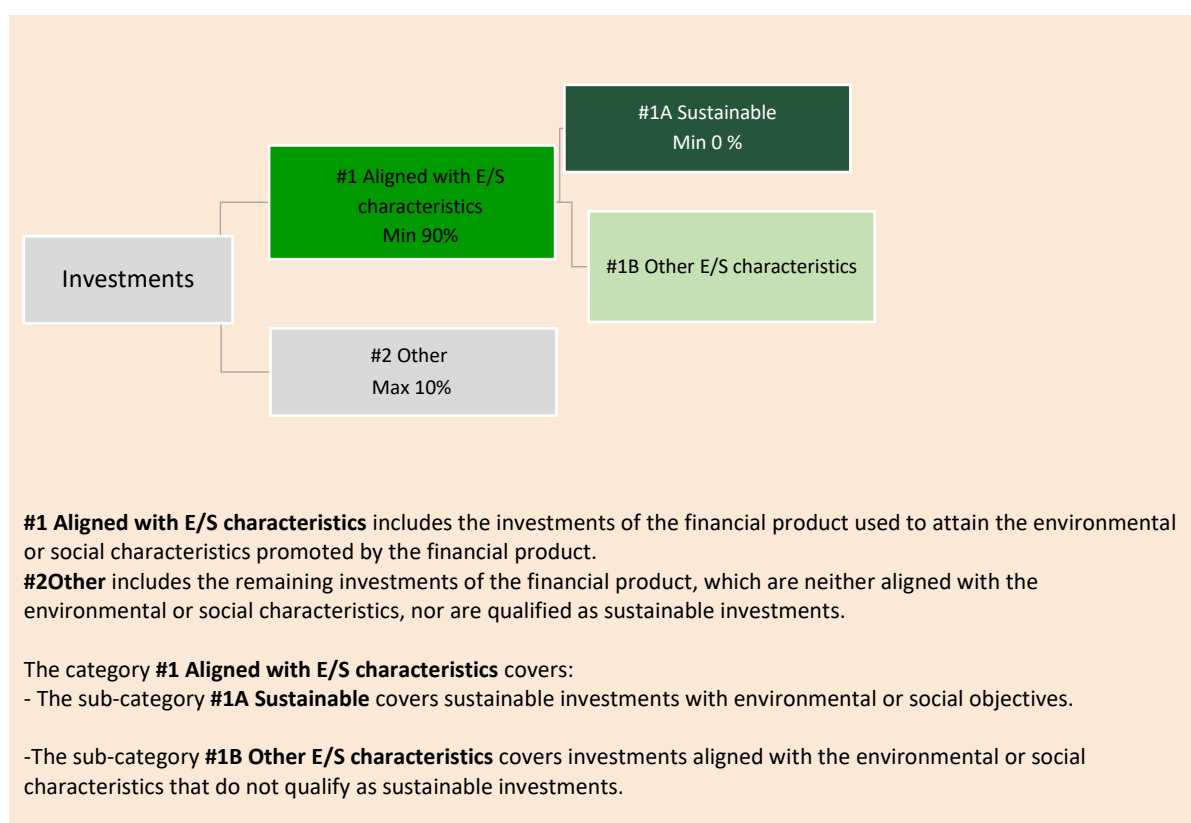 #1A Sustainable
Min 0 %
#1 Aligned with E/S
characteristics
Min 90%
#1B Other E/S characteristics
Investments
#2 Other
Max 10%
#1 Aligned with E/S characteristics includes the investments of the financial product used to attain the environmental
or social characteristics promoted by the financial product.
#2Other includes the remaining investments of the financial product, which are neither aligned with the
environmental or social characteristics, nor are qualified as sustainable investments.
The category #1 Aligned with E/S characteristics covers:
- The sub-category #1A Sustainable covers sustainable investments with environmental or social objectives.
-The sub-category #1B Other E/S characteristics covers investments aligned with the environmental or social
characteristics that do not qualify as sustainable investments.